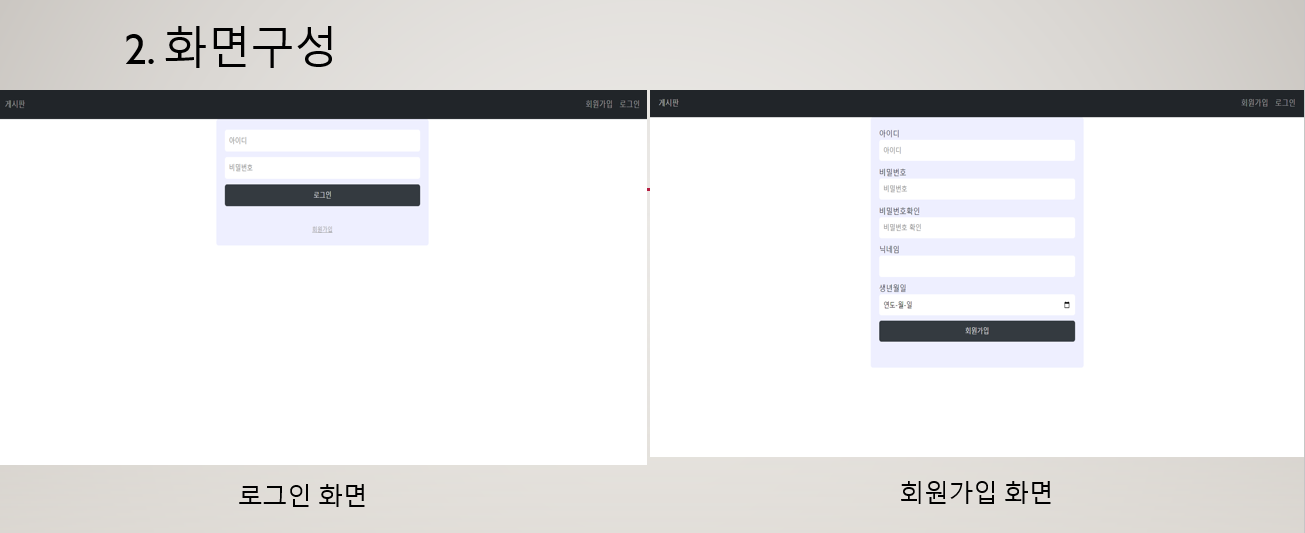 2. 화면구성
게시판
회원가입 로그인
아이디
비밀번호
로그인
회원가입
게시판
회원가입 로그인
아이디
아이디
비밀번호
비밀번호
비밀번호확인
비밀번호 확인
닉네임
생년월일
연도-월-일
회원가입
로그인 화면
회원가입 화면